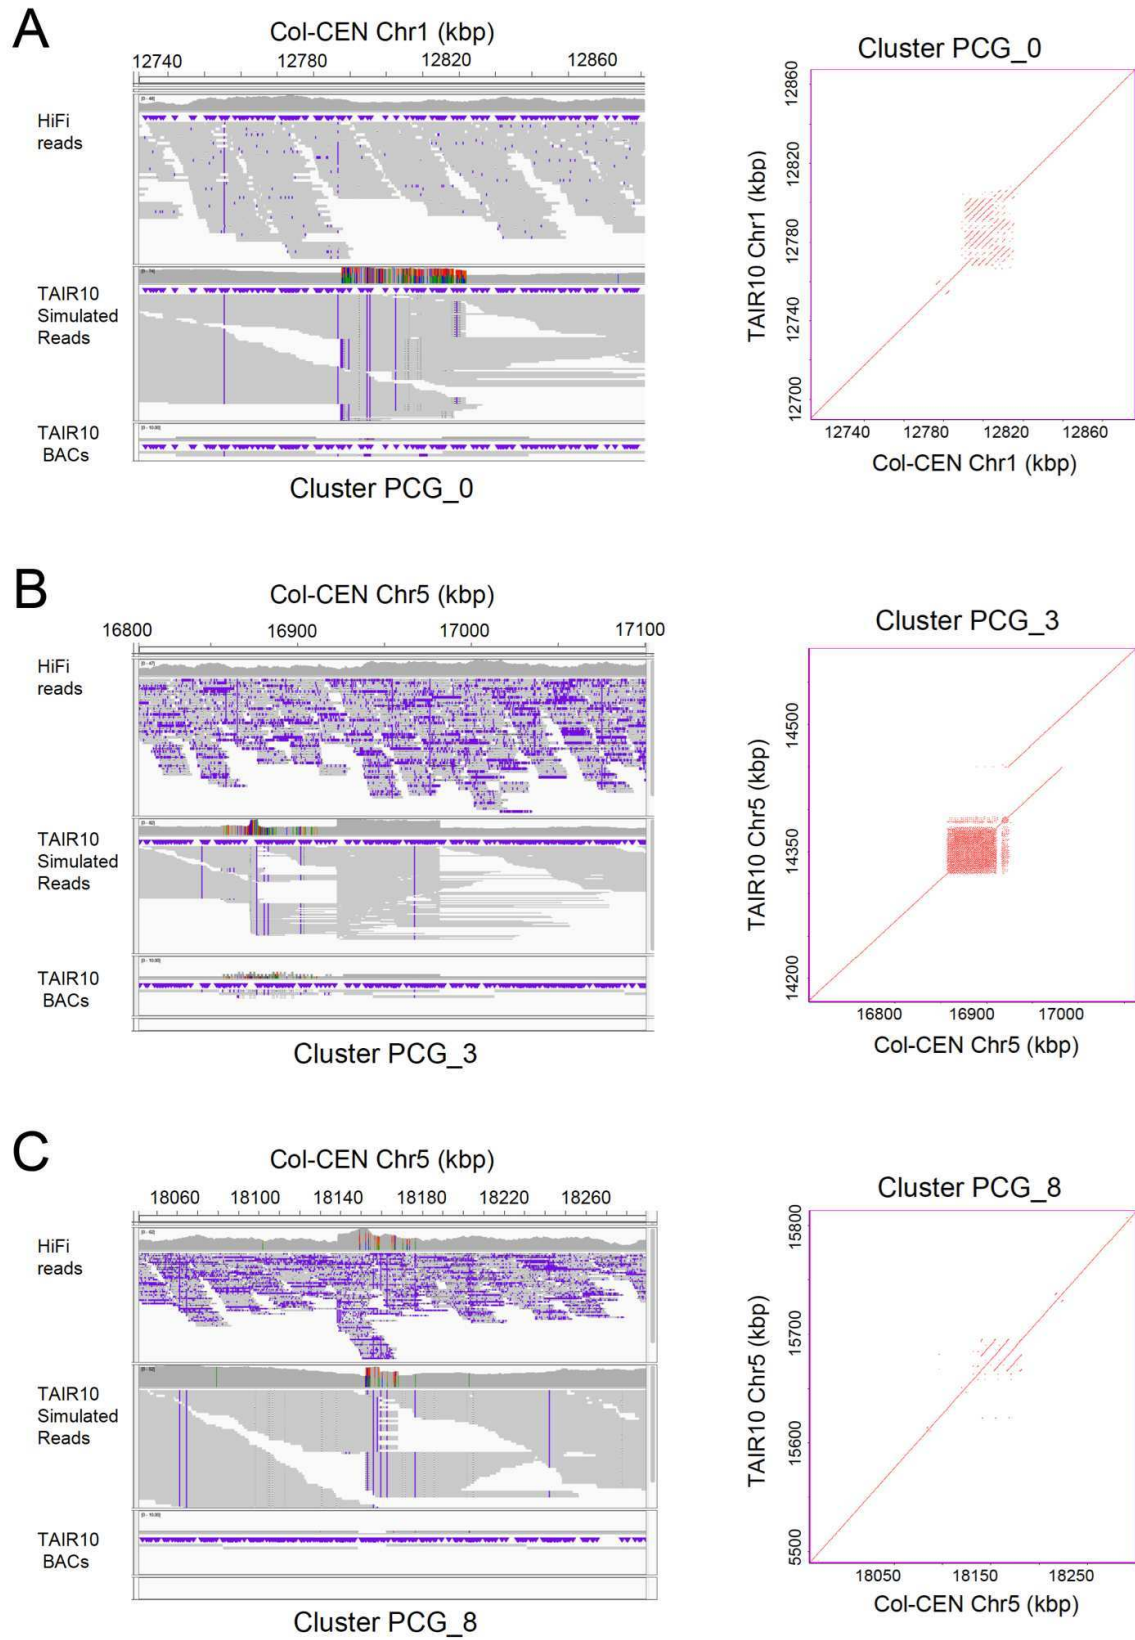 A
Col-CEN Chr1 (kbp)
12740 12780 12820 12860
HiFi
reads
TAIR10
Simulated
Reads
TAIR10
BACs
Cluster PCG_0
Cluster PCG_0
TAIR10 Chr1 (kbp)
12700 12740 12780 12820 12860
12740 12780 12820 12860
Col-CEN Chr1 (kbp)
B
Col-CEN Chr5 (kbp)
16800 16900 17000 17100
HiFi
reads
TAIR10
Simulated
Reads
TAIR10
BACs
Cluster PCG_3
Cluster PCG_3
TAIR10 Chr5 (kbp)
14200 14350 14500
16800 16900 17000
Col-CEN Chr5 (kbp)
C
Col-CEN Chr5 (kbp)
18060 18100 18140 18180 18220 18260
HiFi
reads
TAIR10
Simulated
Reads
TAIR10
BACs
Cluster PCG_8
Cluster PCG_8
TAIR10 Chr5 (kbp)
5500 15600 15700 15800
18050 18150 18250
Col-CEN Chr5 (kbp)